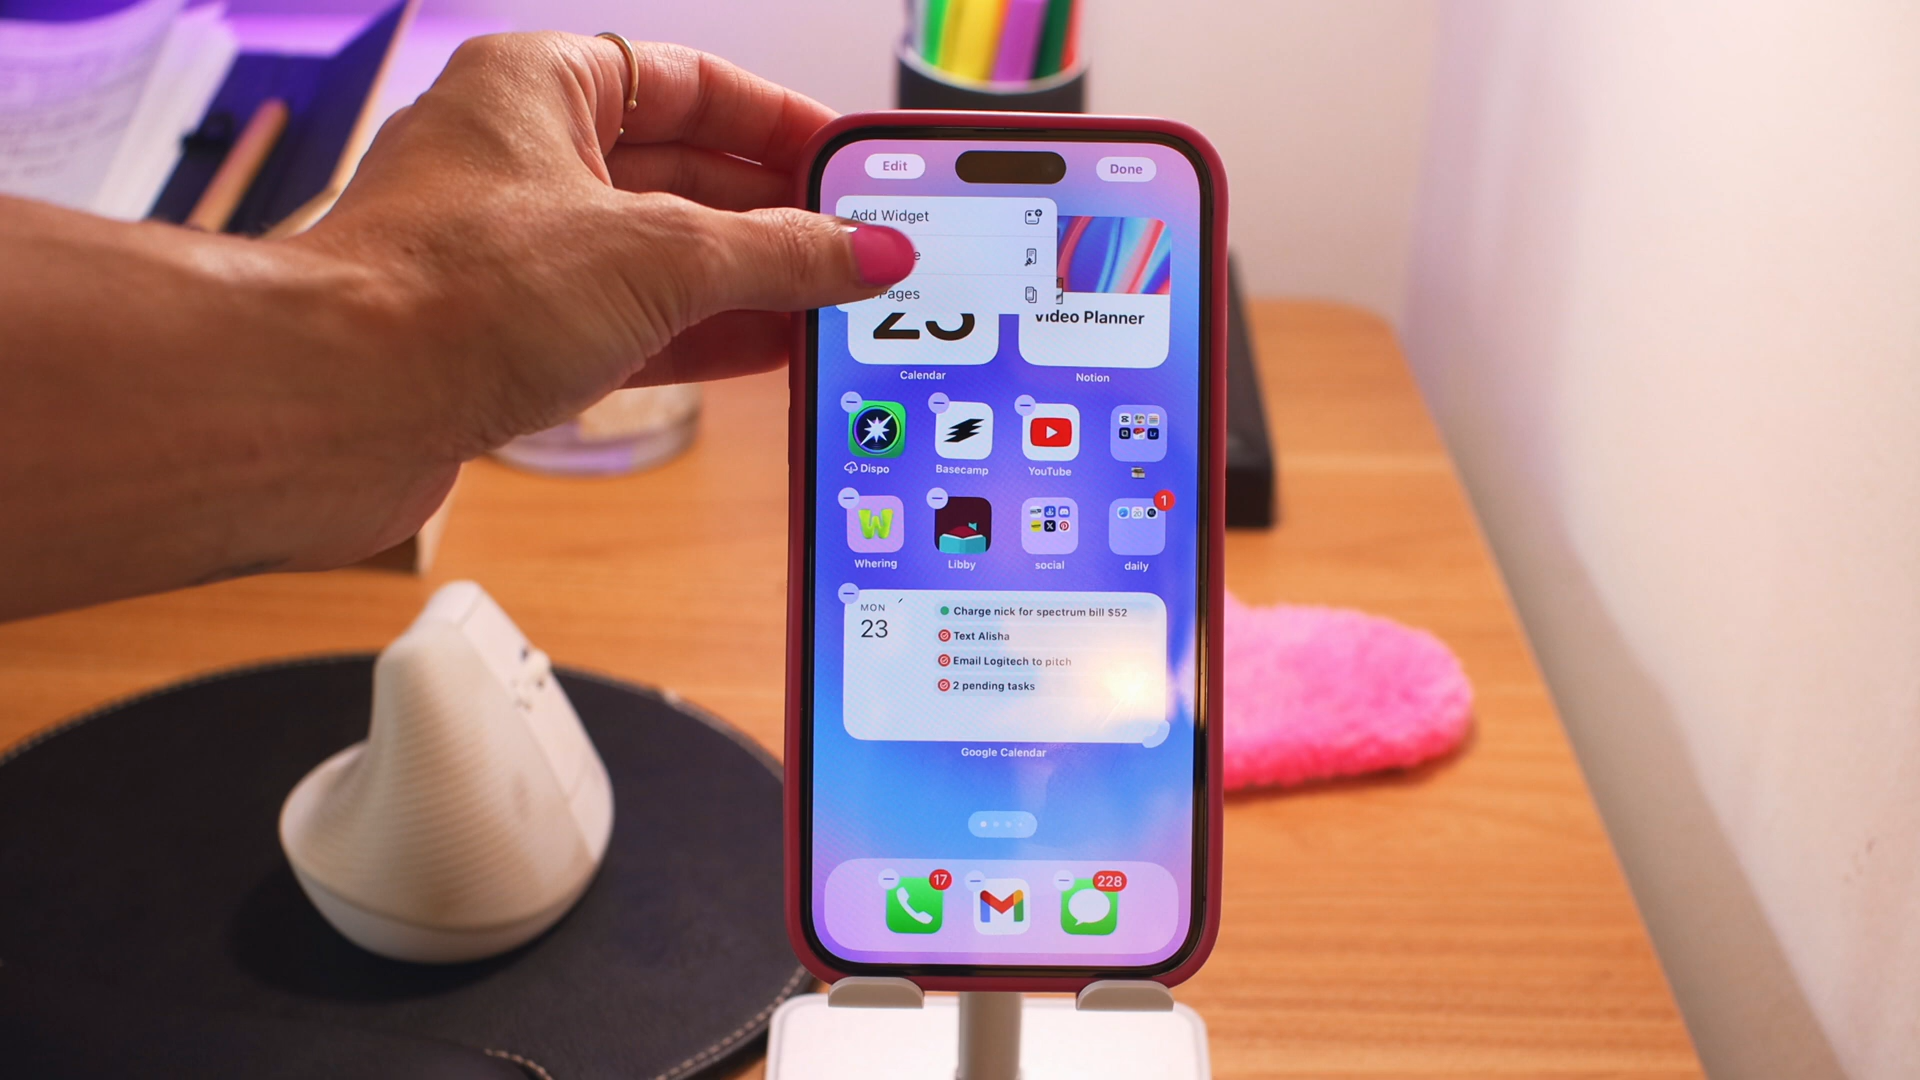 Edit
Done
Add Widget
e
Pages
23
Video Planner
Calendar
Notion
Dispo
Basecamp
YouTube
W
Lr
Whering
Libby
social
daily
1
X
MON
23
Charge nick for spectrum bill $52
Text Alisha
Email Logitech to pitch
2 pending tasks
Google Calendar
17
228